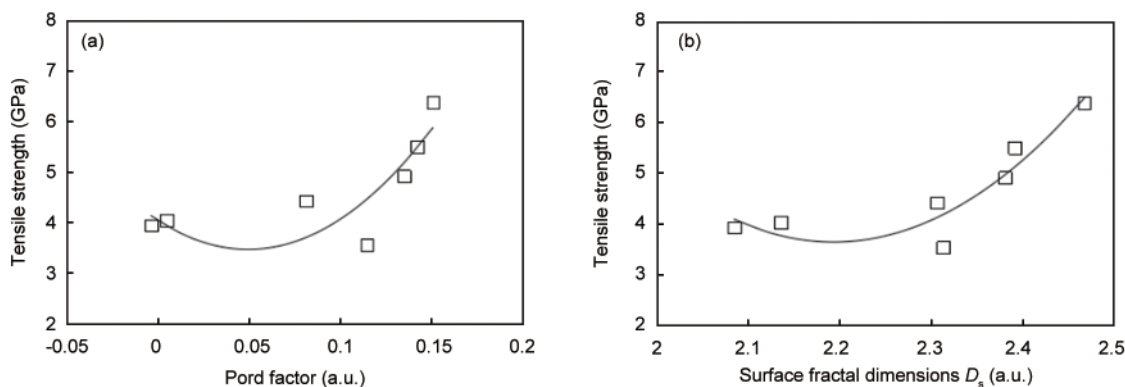 (a)
Tensile strength (GPa)
8
7
6
5
4
3
2
-0.05 0 0.05 0.1 0.15 0.2
Pord factor (a.u.)
(b)
Tensile strength (GPa)
8
7
6
5
4
3
2
2 2.1 2.2 2.3 2.4 2.5
Surface fractal dimensions Ds (a.u.)